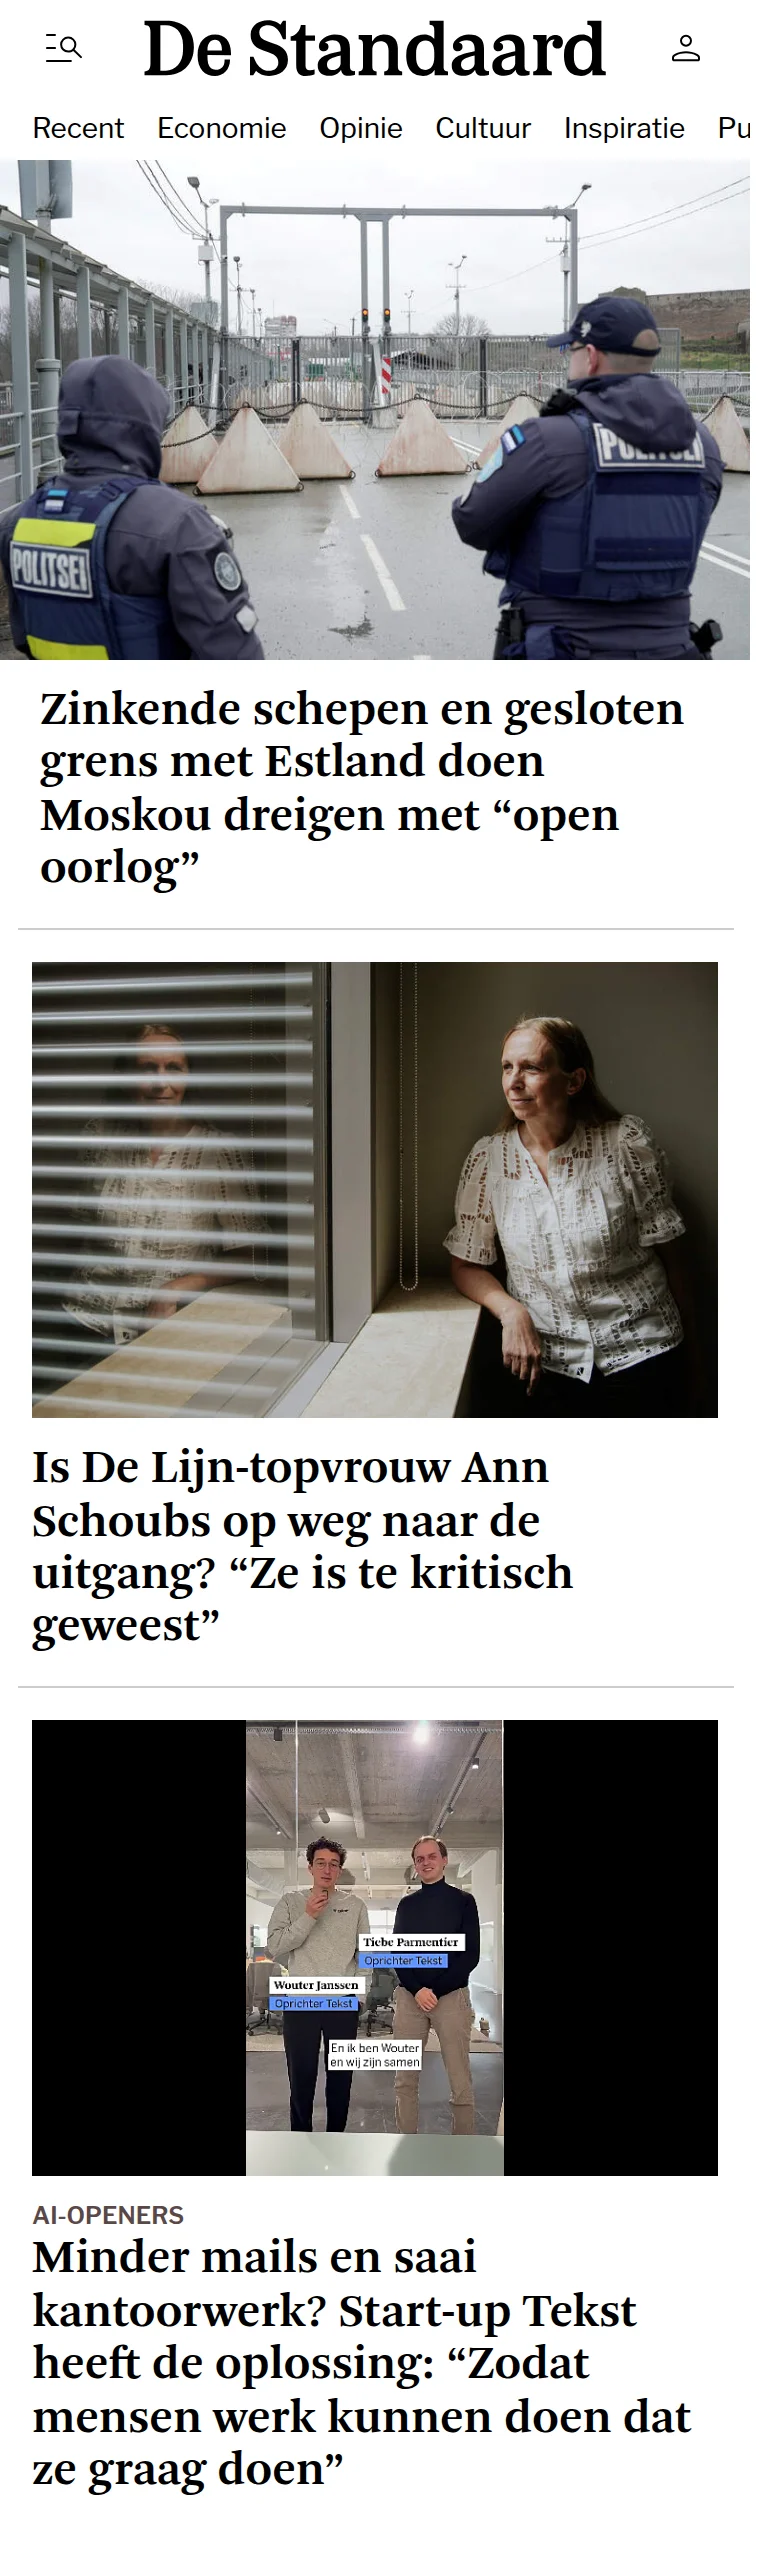 De Standaard
Recent Economie Opinie Cultuur Inspiratie Pu
POLITSEI
POLITSEI
Zinkende schepen en gesloten
grens met Estland doen
Moskou dreigen met “open
oorlog”
Is De Lijn-topvrouw Ann
Schoubs op weg naar de
uitgang? “Ze is te kritisch
geweest”
Tiebe Parmentier
Oprichter Tekst
Wouter Janssen
Oprichter Tekst
En ik ben Wouter
en wij zijn samen
AI-OPENERS
Minder mails en saai
kantoorwerk? Start-up Tekst
heeft de oplossing: “Zodat
mensen werk kunnen doen dat
ze graag doen”